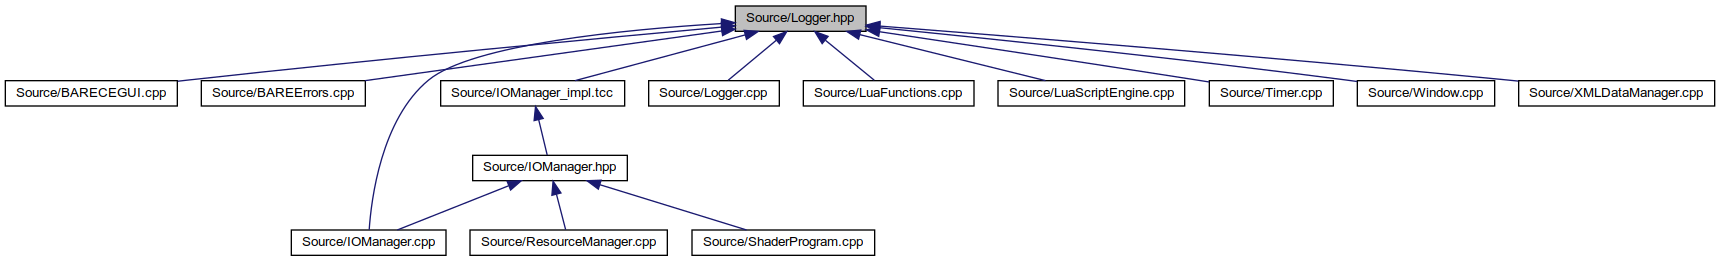 Source/Logger.hpp
Source/BARECEGUI.cpp
Source/BAREErrors.cpp
Source/IOManager_impl.tcc
Source/Logger.cpp
Source/LuaFunctions.cpp
Source/LuaScriptEngine.cpp
Source/Timer.cpp
Source/Window.cpp
Source/XMLDataManager.cpp
Source/IOManager.hpp
Source/IOManager.cpp
Source/ResourceManager.cpp
Source/ShaderProgram.cpp